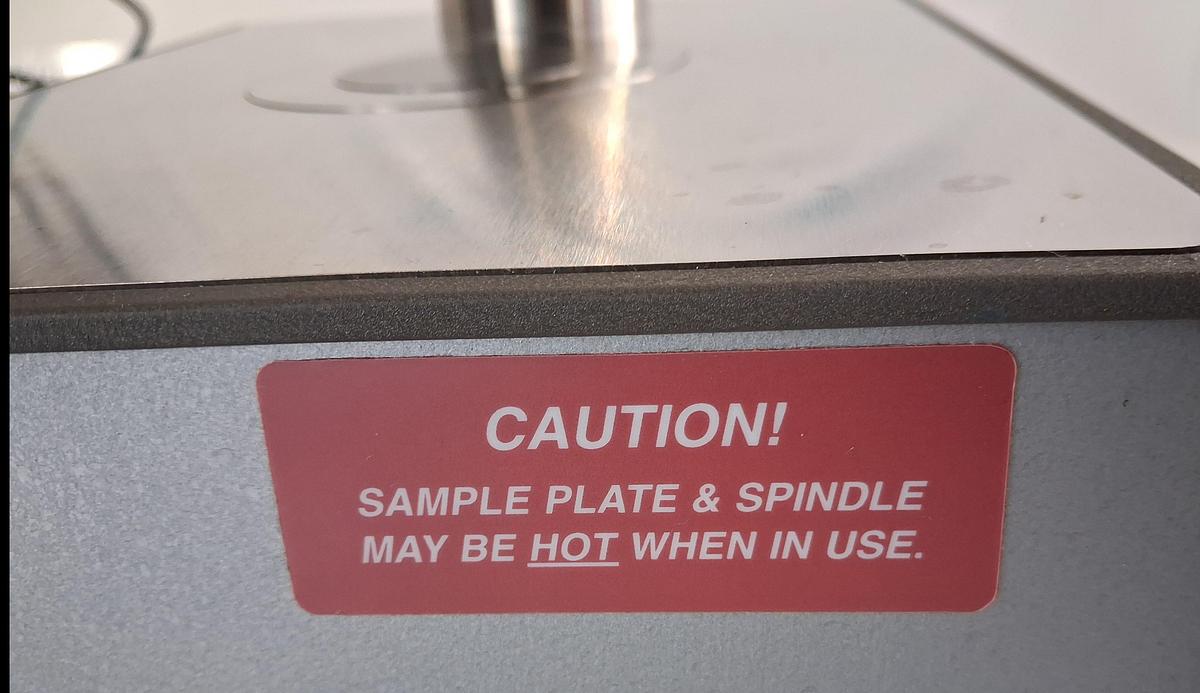 CAUTION!
SAMPLE PLATE & SPINDLE
MAY BE HOT WHEN IN USE.